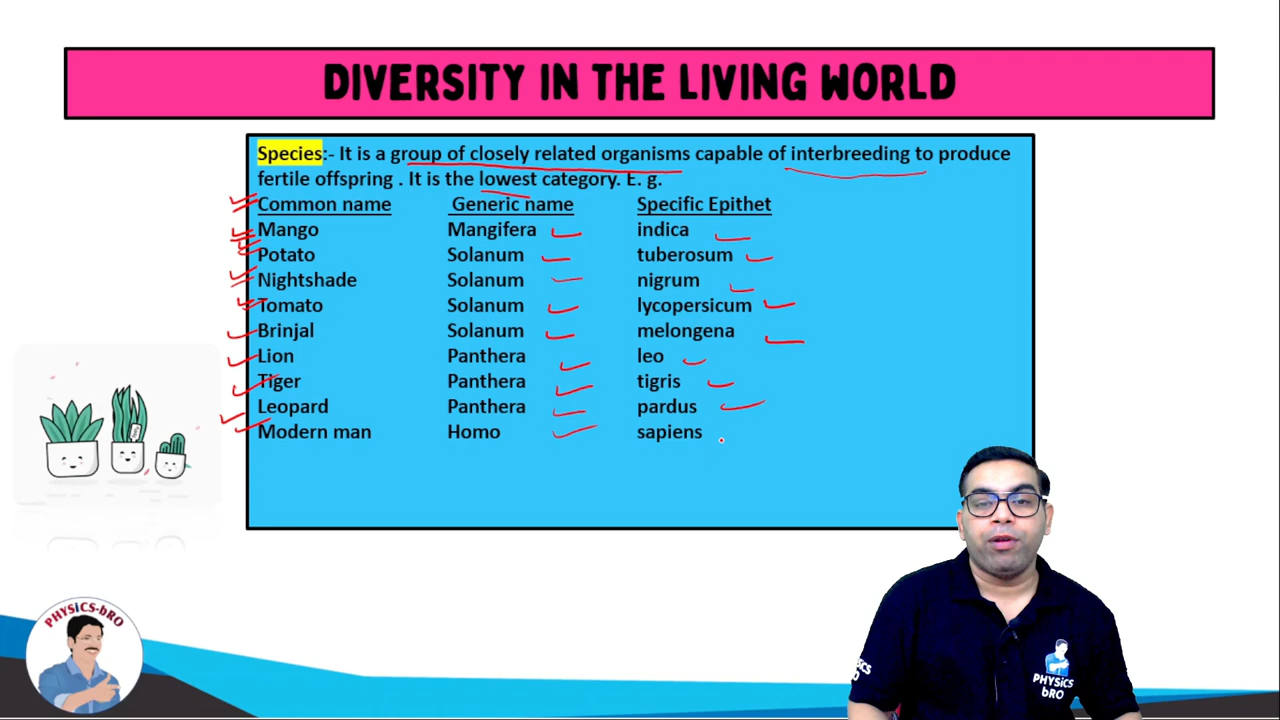 DIVERSITY IN THE LIVING WORLD
Species:- It is a group of closely related organisms capable of interbreeding to produce
fertile offspring . It is the lowest category. E. g.
Common name Generic name Specific Epithet
Mango Mangifera indica
Potato Solanum tuberosum
Nightshade Solanum nigrum
Tomato Solanum lycopersicum
Brinjal Solanum melongena
Lion Panthera leo
Tiger Panthera tigris
Leopard Panthera pardus
Modern man Homo sapiens
PHYSICS-bRO
PHYSICS
bRO